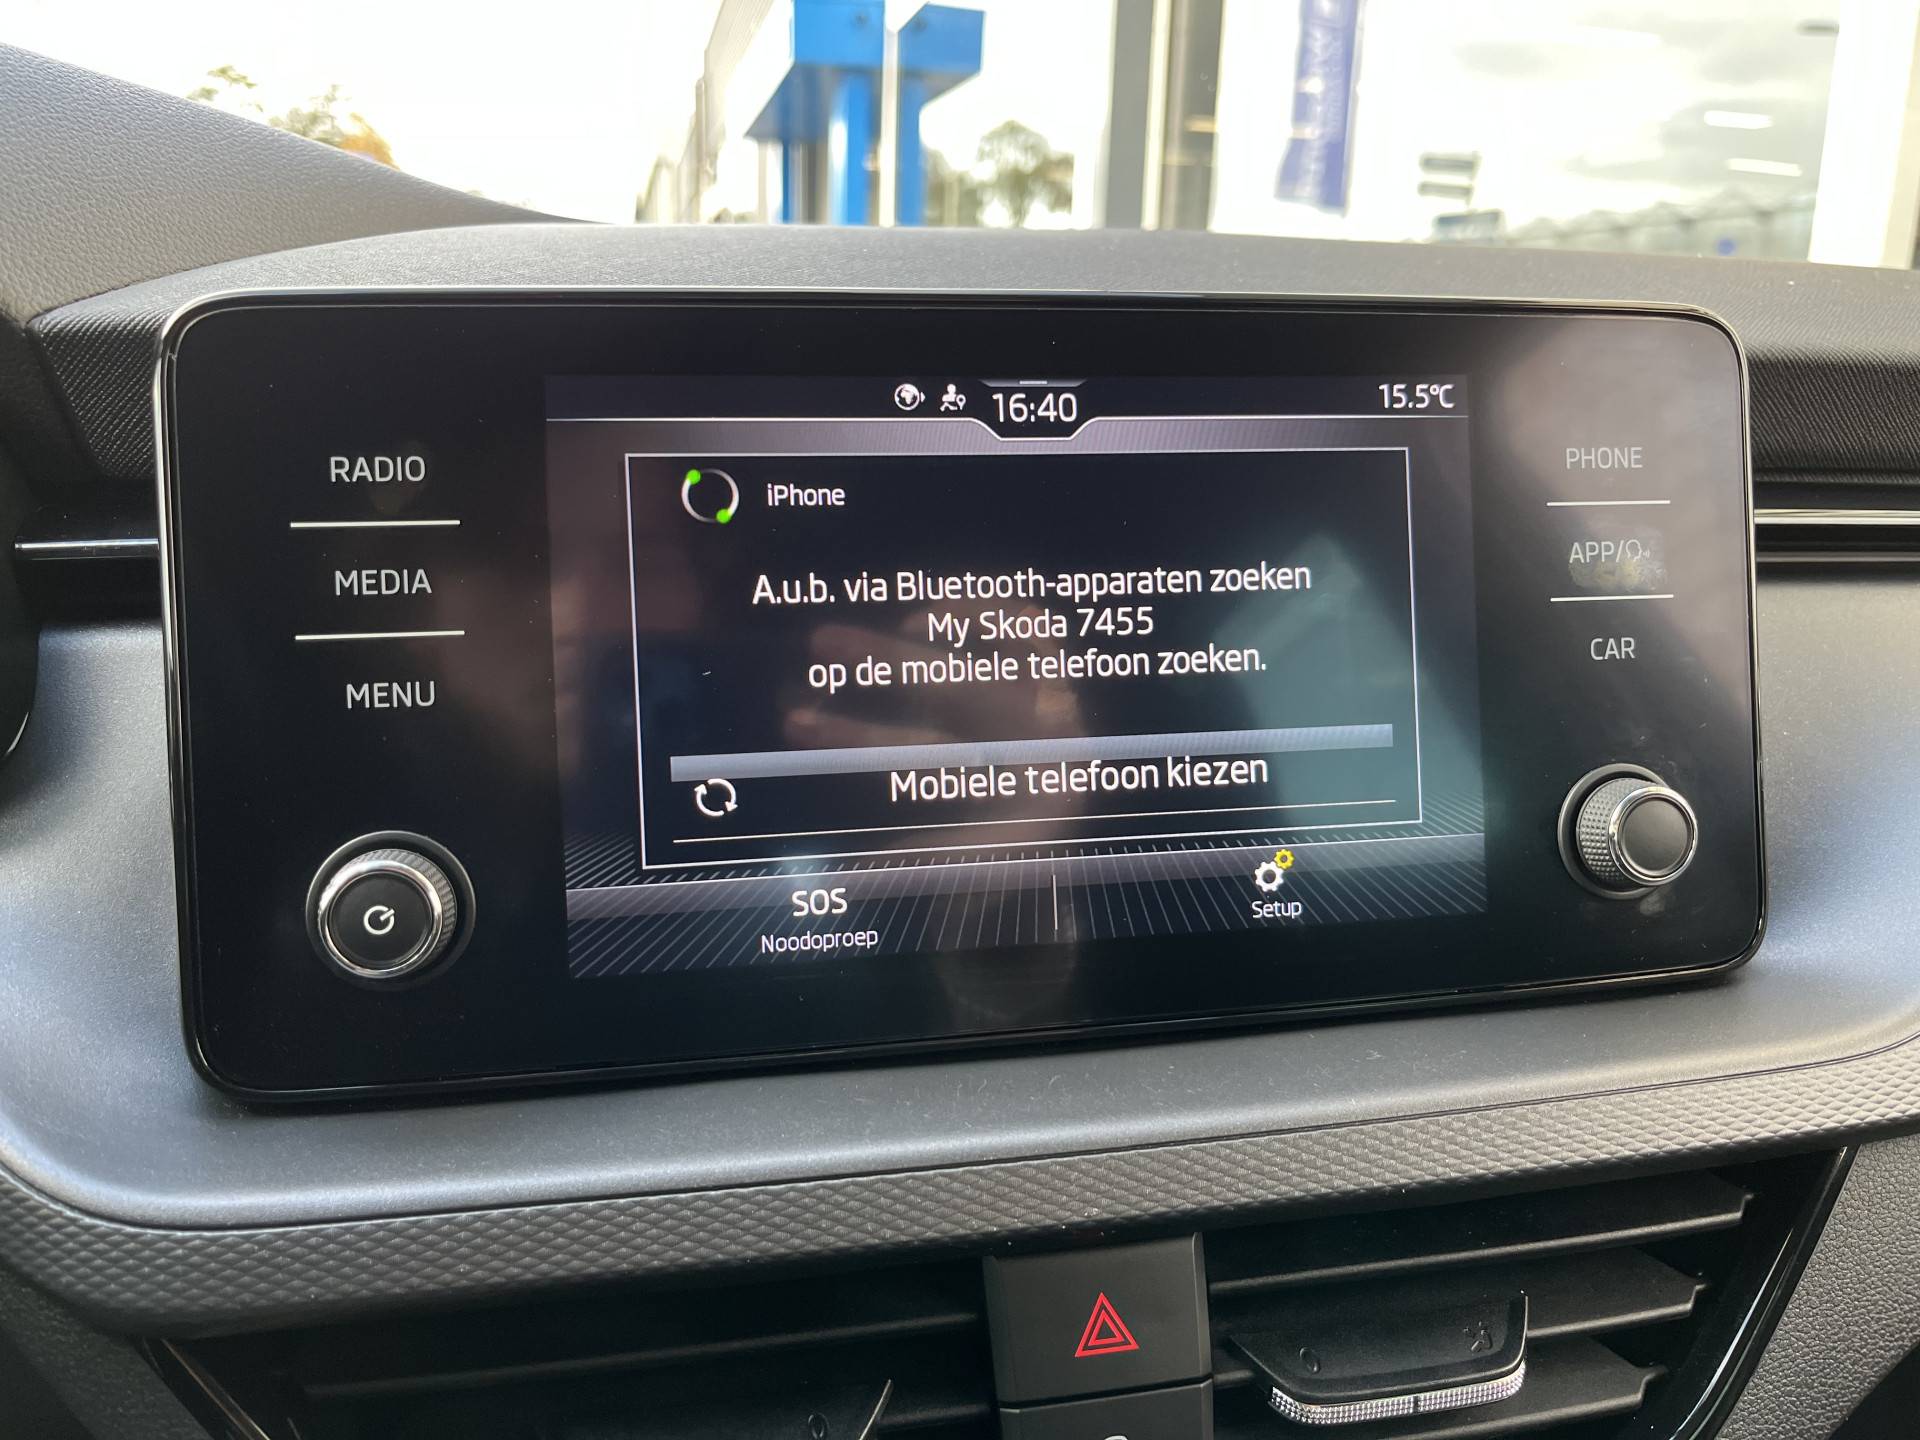 16:40
15.5°C
RADIO
MEDIA
MENU
iPhone
A.u.b. via Bluetooth-apparaten zoeken
My Skoda 7455
op de mobiele telefoon zoeken.
Mobiele telefoon kiezen
SOS
Noodoproep
Setup
PHONE
APP/
CAR